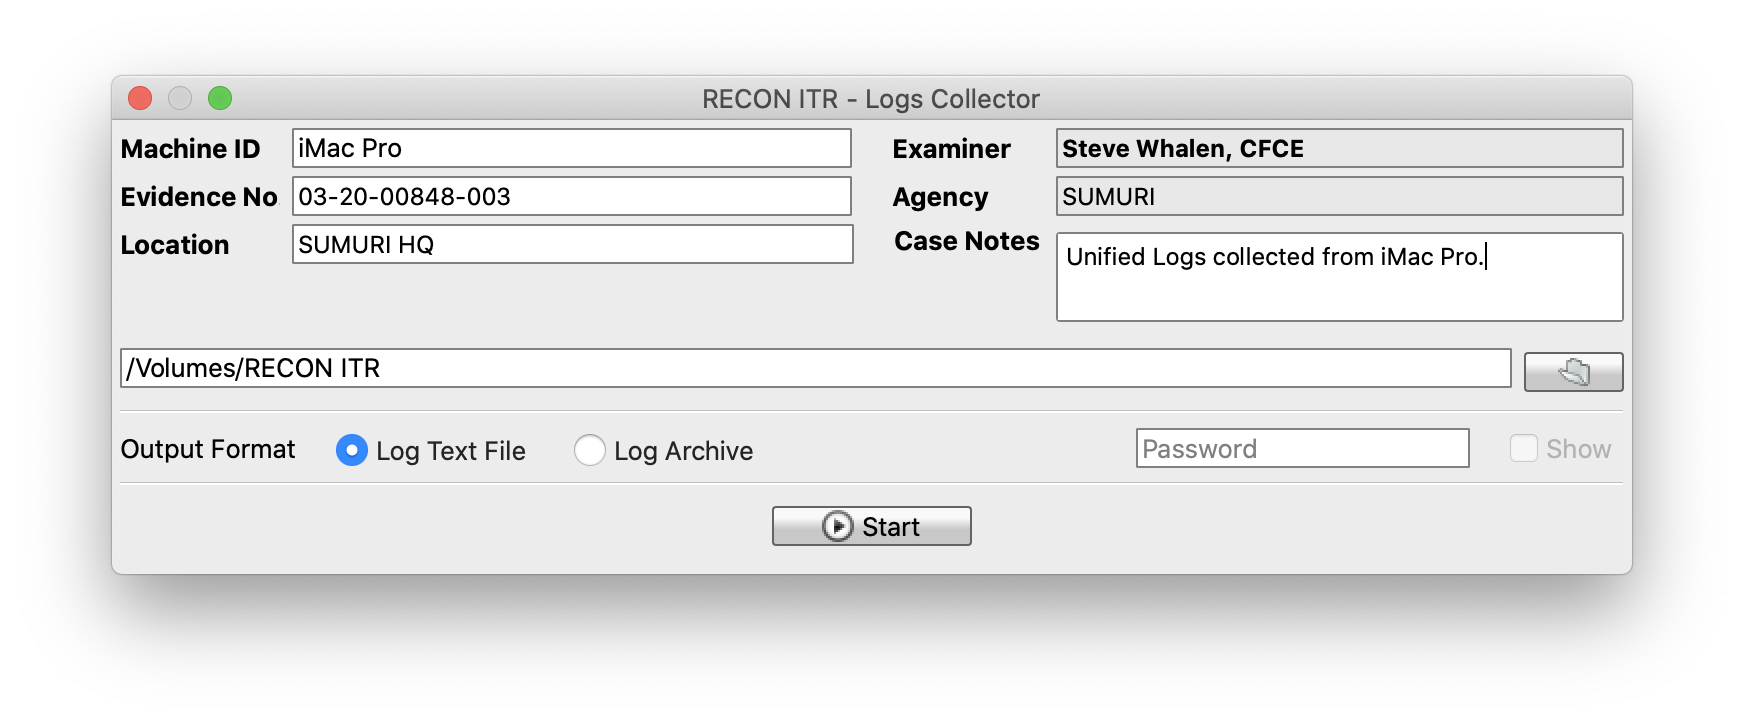 RECON ITR - Logs Collector
Machine ID iMac Pro
Evidence No 03-20-00848-003
Location SUMURI HQ
Examiner Steve Whalen, CFCE
Agency SUMURI
Case Notes Unified Logs collected from iMac Pro.
/Volumes/RECON ITR
Output Format Log Text File Log Archive Password Show
Start